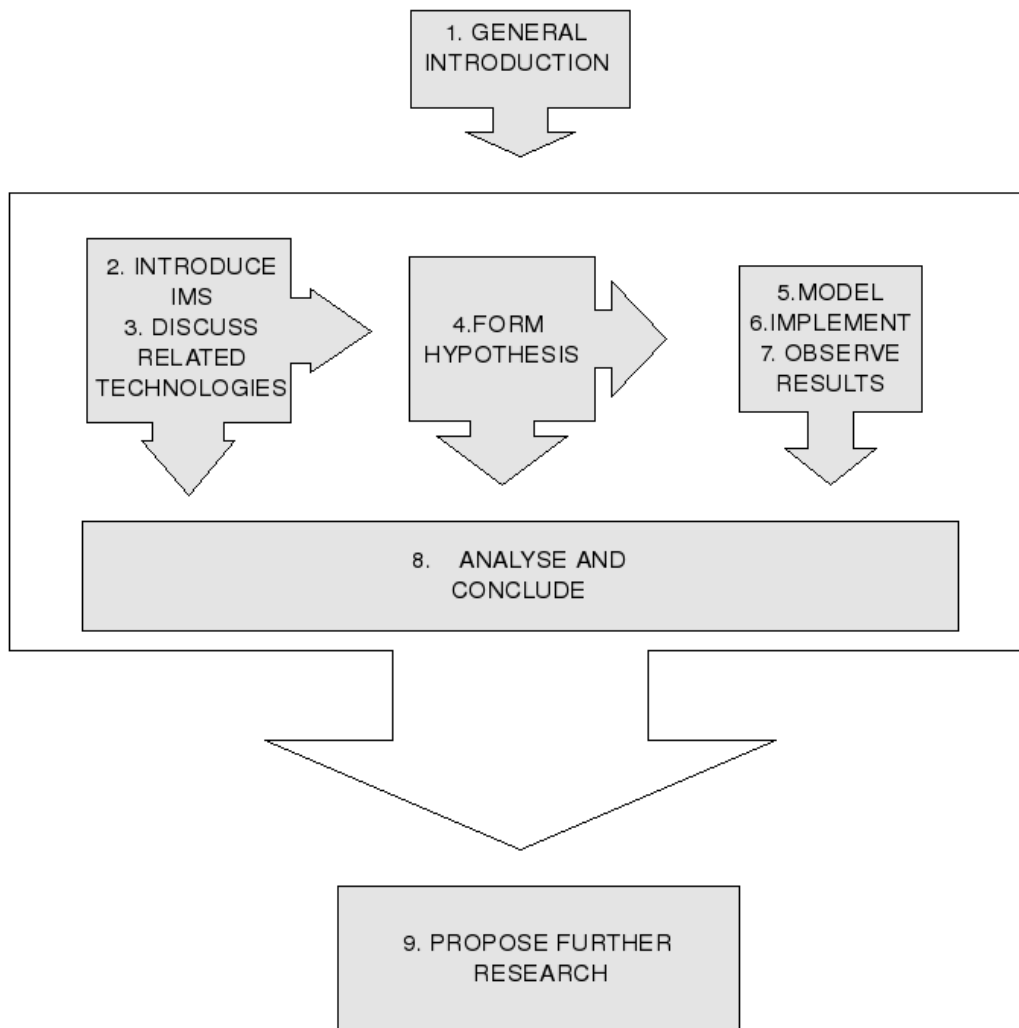 1. GENERAL
INTRODUCTION
2. INTRODUCE
IMS
3. DISCUSS
RELATED
TECHNOLOGIES
4.FORM
HYPOTHESIS
5.MODEL
6.IMPLEMENT
7. OBSERVE
RESULTS
8. ANALYSE AND
CONCLUDE
9. PROPOSE FURTHER
RESEARCH